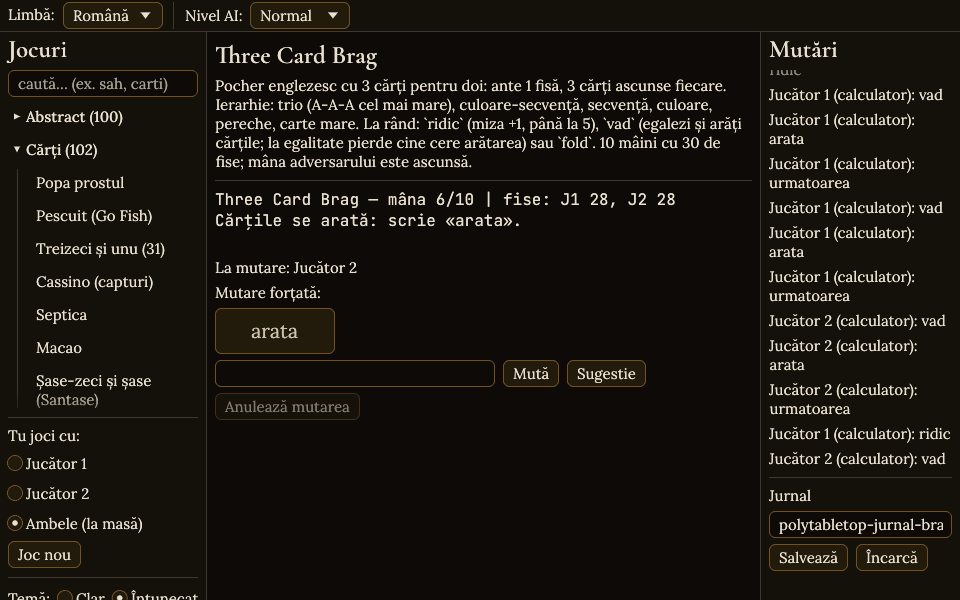 Limbă: Română ▼ Nivel AI: Normal ▼
Jocuri
caută... (ex. sah, carti)
▸ Abstract (100)
▾ Cărți (102)
Popa prostul
Pescuit (Go Fish)
Treizeci și unu (31)
Cassino (capturi)
Septica
Macao
Șase-zeci și șase
(Santase)
Tu joci cu:
Jucător 1
Jucător 2
Ambele (la masă)
Joc nou
Temă: Clar Întunecat
Three Card Brag
Pocher englezesc cu 3 cărți pentru doi: ante 1 fisă, 3 cărți ascunse fiecare.
Ierarhie: trio (A-A-A cel mai mare), culoare-secvență, secvență, culoare,
pereche, carte mare. La rând: `ridic` (miza +1, până la 5), `vad` (egalezi și arăți
cărțile; la egalitate pierde cine cere arătarea) sau `fold`. 10 mâini cu 30 de
fise; mâna adversarului este ascunsă.
Three Card Brag — mâna 6/10 | fise: J1 28, J2 28
Cărțile se arată: scrie «arata».
La mutare: Jucător 2
Mutare forțată:
arata
Mută Sugestie
Anulează mutarea
Mutări
ridic
Jucător 1 (calculator): vad
Jucător 1 (calculator):
arata
Jucător 1 (calculator):
urmatoarea
Jucător 1 (calculator): vad
Jucător 1 (calculator):
arata
Jucător 1 (calculator):
urmatoarea
Jucător 2 (calculator): vad
Jucător 2 (calculator):
arata
Jucător 2 (calculator):
urmatoarea
Jucător 1 (calculator): ridic
Jucător 2 (calculator): vad
Jurnal
polytabletop-jurnal-bra
Salvează Încarcă